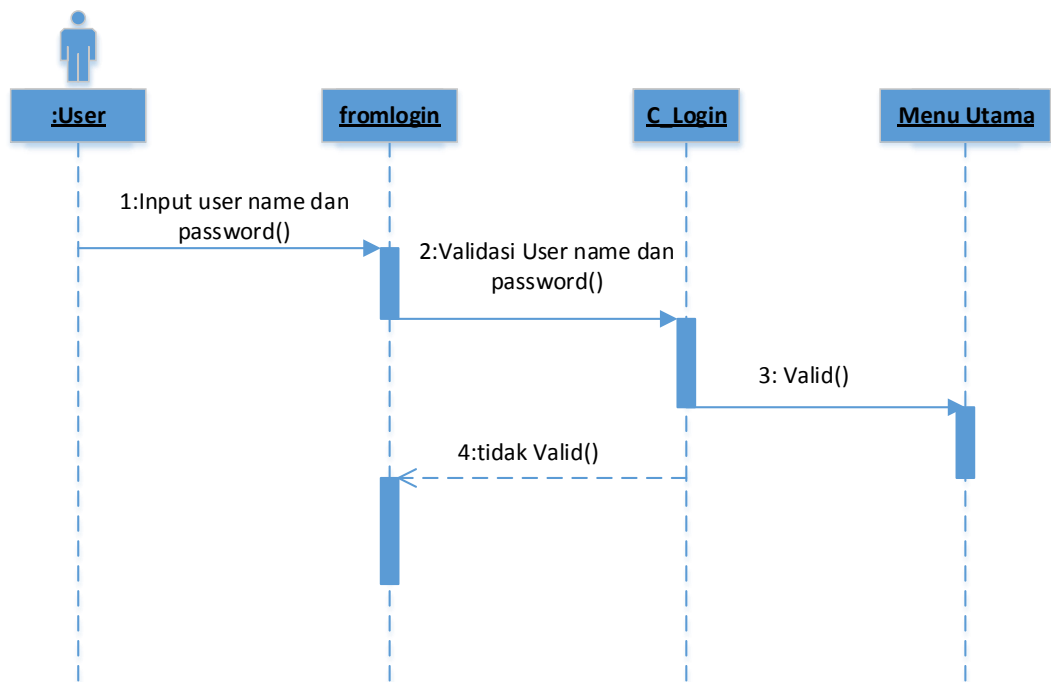 :User
fromlogin
C_Login
Menu Utama
1:Input user name dan
password()
2:Validasi User name dan
password()
3: Valid()
4:tidak Valid()